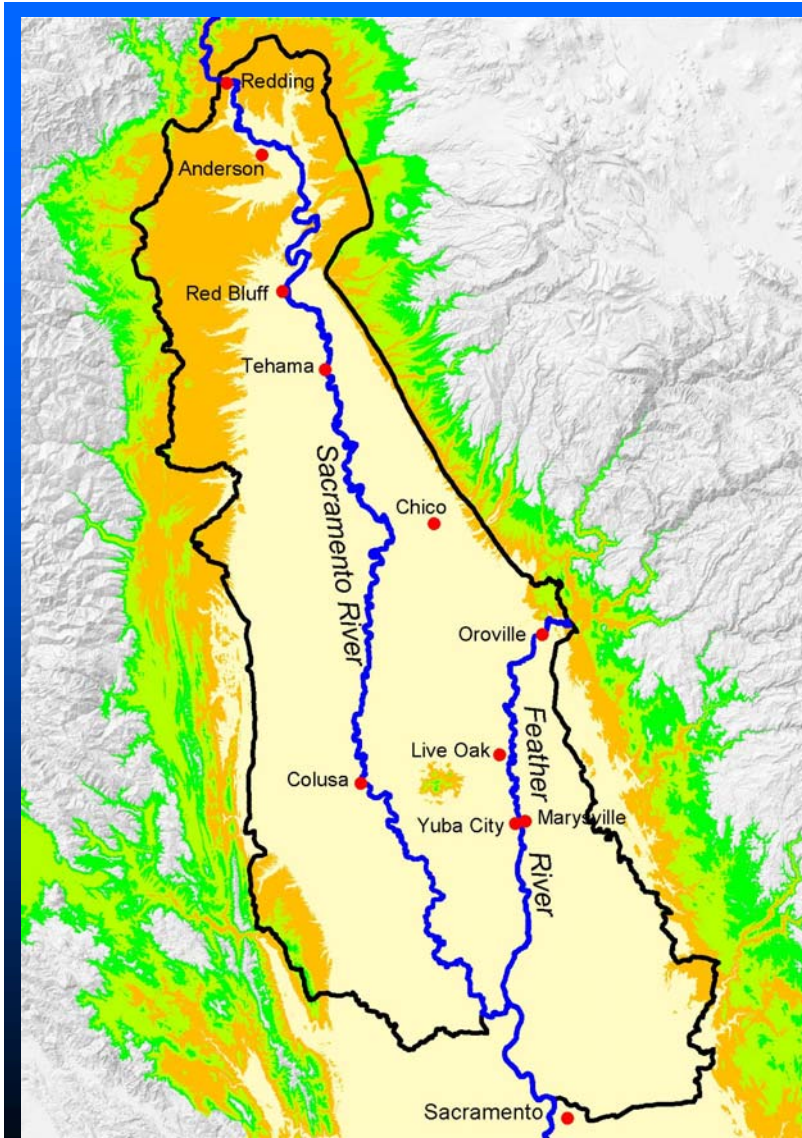 Redding
Anderson
Red Bluff
Tehama
Sacramento River
Chico
Oroville
Feather River
Live Oak
Colusa
Yuba City
Marysville
Sacramento